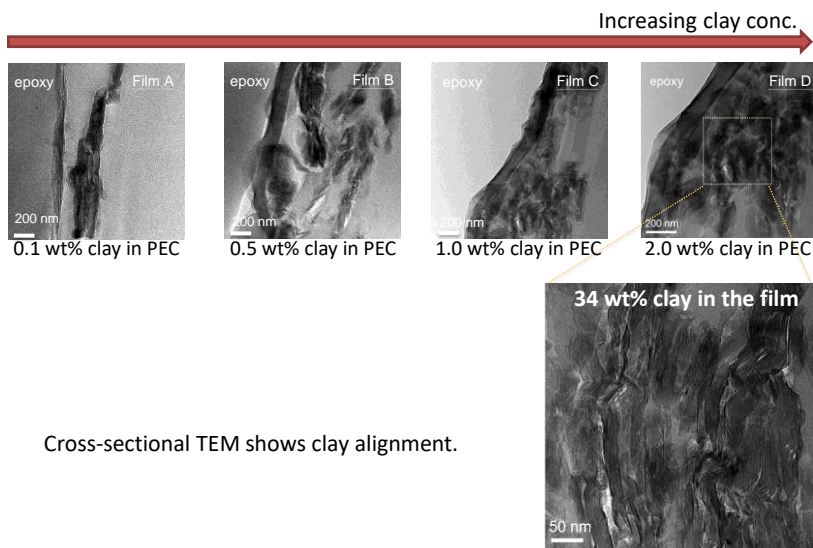 Increasing clay conc.
epoxy
Film A
200 nm
0.1 wt% clay in PEC
epoxy
Film B
200 nm
0.5 wt% clay in PEC
epoxy
Film C
200 nm
1.0 wt% clay in PEC
epoxy
Film D
200 nm
2.0 wt% clay in PEC
34 wt% clay in the film
50 nm
Cross-sectional TEM shows clay alignment.